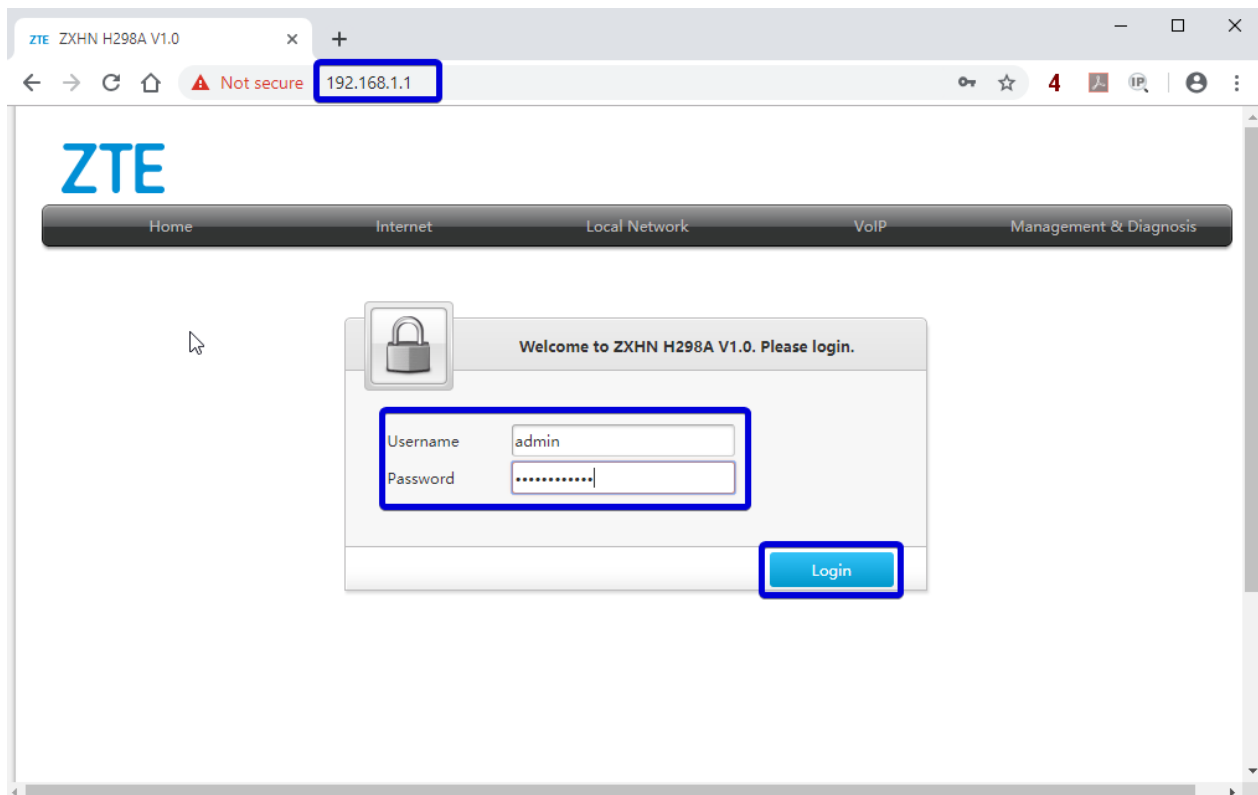 ZTE ZXHN H298A V1.0
Not secure 192.168.1.1 4 IP
ZTE
Home Internet Local Network VoIP Management & Diagnosis
Welcome to ZXHN H298A V1.0. Please login.
Username admin
Password ••••••••••••
Login